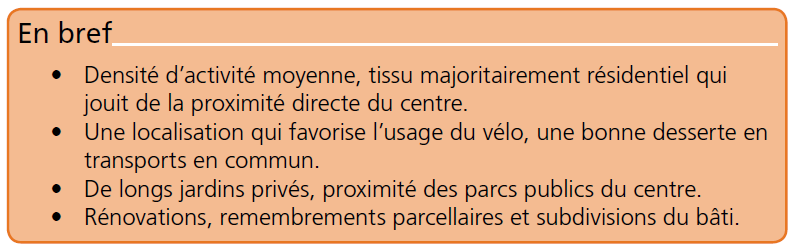 En bref
• Densité d’activité moyenne, tissu majoritairement résidentiel qui
jouit de la proximité directe du centre.
• Une localisation qui favorise l’usage du vélo, une bonne desserte en
transports en commun.
• De longs jardins privés, proximité des parcs publics du centre.
• Rénovations, remembrements parcellaires et subdivisions du bâti.